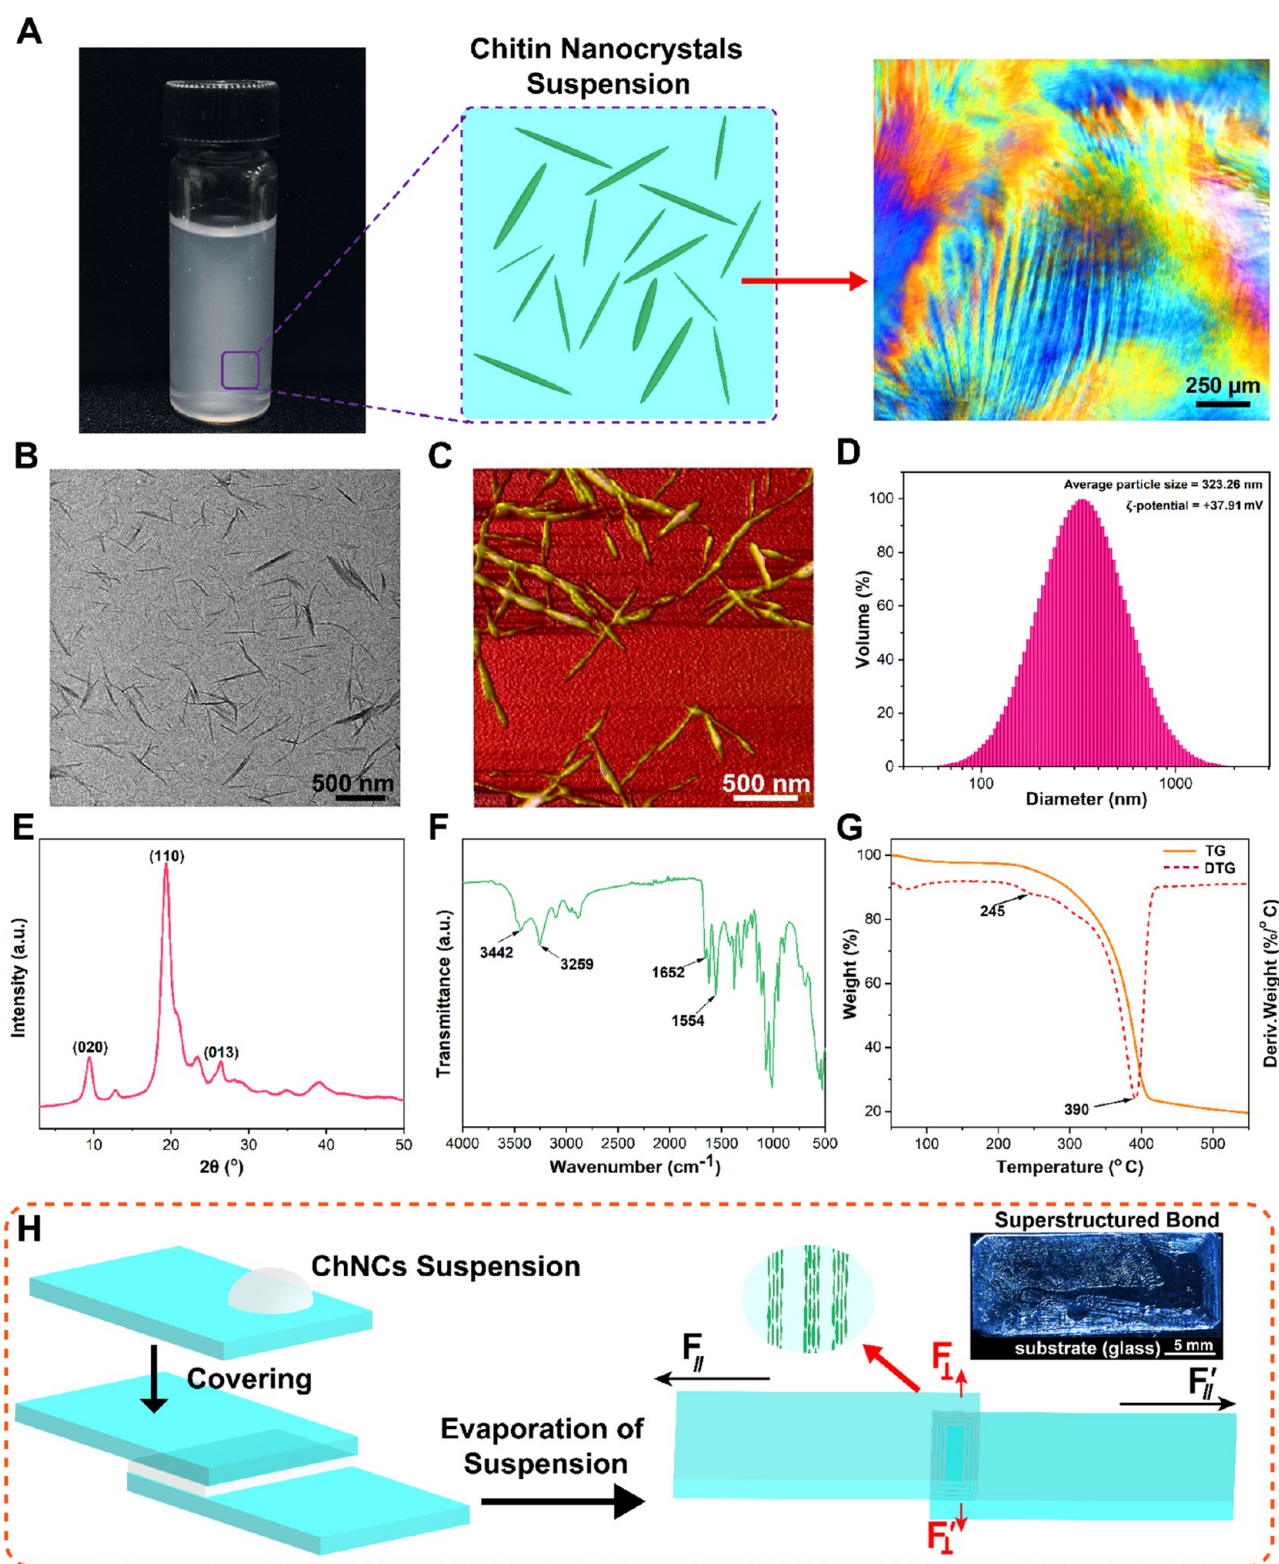 A
Chitin Nanocrystals
Suspension
250 μm
B
500 nm
C
500 nm
D
Average particle size = 323.26 nm
ζ-potential = +37.91 mV
Volume (%)
100
80
60
40
20
0
100
1000
Diameter (nm)
E
(110)
(020)
(013)
Intensity (a.u.)
10
20
30
40
50
2θ (°)
F
Transmittance (a.u.)
3442
3259
1652
1554
4000
3500
3000
2500
2000
1500
1000
500
Wavenumber (cm⁻¹)
G
TG
DTG
245
390
Weight (%)
100
80
60
40
20
Deriv.Weight (%/°C)
100
200
300
400
500
Temperature (°C)
H
ChNCs Suspension
Covering
Evaporation of
Suspension
Superstructured Bond
substrate (glass) 5 mm
F//
F⊥
F//′
F⊥′